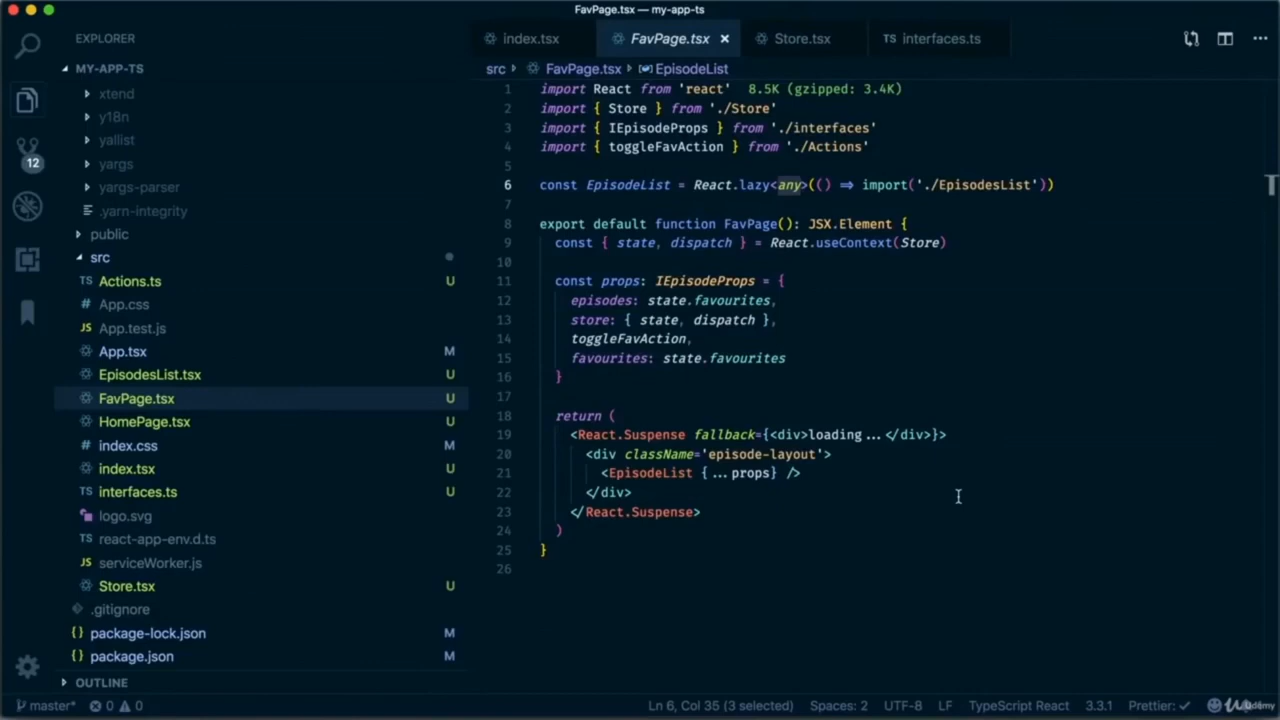 FavPage.tsx — my-app-ts
EXPLORER
index.tsx
FavPage.tsx ×
Store.tsx
TS interfaces.ts
MY-APP-TS
src FavPage.tsx EpisodeList
xtend
y18n
yallist
yargs
yargs-parser
.yarn-integrity
public
src
TS Actions.ts U
# App.css
JS App.test.js
App.tsx M
EpisodesList.tsx U
FavPage.tsx U
HomePage.tsx U
# index.css M
index.tsx U
TS interfaces.ts U
logo.svg
TS react-app-env.d.ts
JS serviceWorker.js
Store.tsx U
.gitignore
{} package-lock.json M
{} package.json M
OUTLINE
12
1 import React from 'react' 8.5K (gzipped: 3.4K)
2 import { Store } from './Store'
3 import { IEpisodeProps } from './interfaces'
4 import { toggleFavAction } from './Actions'
5
6 const EpisodeList = React.lazy<any>(() => import('./EpisodesList'))
7
8 export default function FavPage(): JSX.Element {
9 const { state, dispatch } = React.useContext(Store)
10
11 const props: IEpisodeProps = {
12 episodes: state.favourites,
13 store: { state, dispatch },
14 toggleFavAction,
15 favourites: state.favourites
16 }
17
18 return (
19 <React.Suspense fallback={<div>loading...</div>}>
20 <div className='episode-layout'>
21 <EpisodeList {...props} />
22 </div>
23 </React.Suspense>
24 )
25 }
26
master* 0 0
Ln 6, Col 35 (3 selected) Spaces: 2 UTF-8 LF TypeScript React 3.3.1 Prettier: ✓